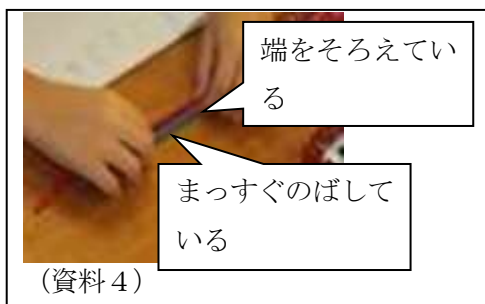 端をそろえてい
る
まっすぐのばして
いる
（資料４）